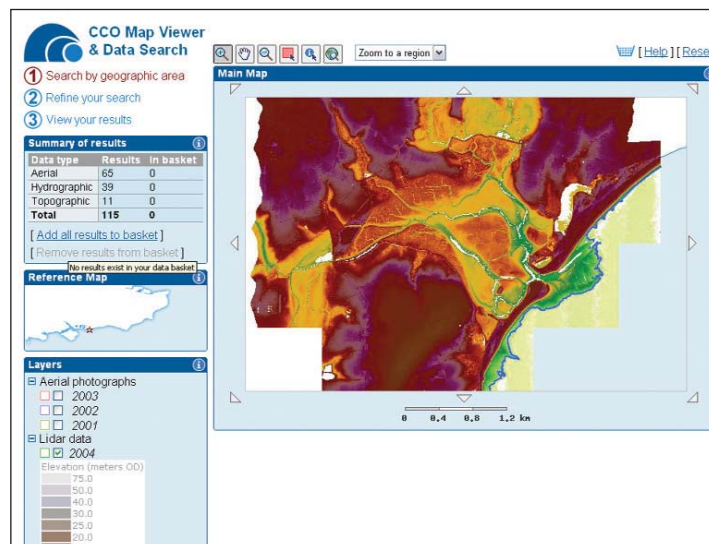 CCO Map Viewer
& Data Search
1 Search by geographic area
2 Refine your search
3 View your results
Summary of results
Data type Results In basket
Aerial 65 0
Hydrographic 39 0
Topographic 11 0
Total 115 0
[ Add all results to basket ]
[ Remove results from basket ]
No results exist in your data basket
Reference Map
Layers
Aerial photographs
2003
2002
2001
Lidar data
2004
Elevation (meters OD)
75.0
50.0
40.0
30.0
25.0
20.0
Zoom to a region
[ Help ] [ Rese
Main Map
0 0.4 0.8 1.2 km